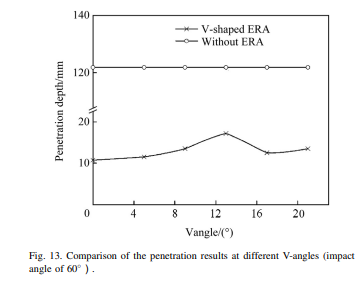 140
V-shaped ERA
Without ERA
120
20
10
Penetration depth/mm
0 4 8 12 16 20
Vangle/(°)
Fig. 13. Comparison of the penetration results at different V-angles (impact
angle of 60° ) .